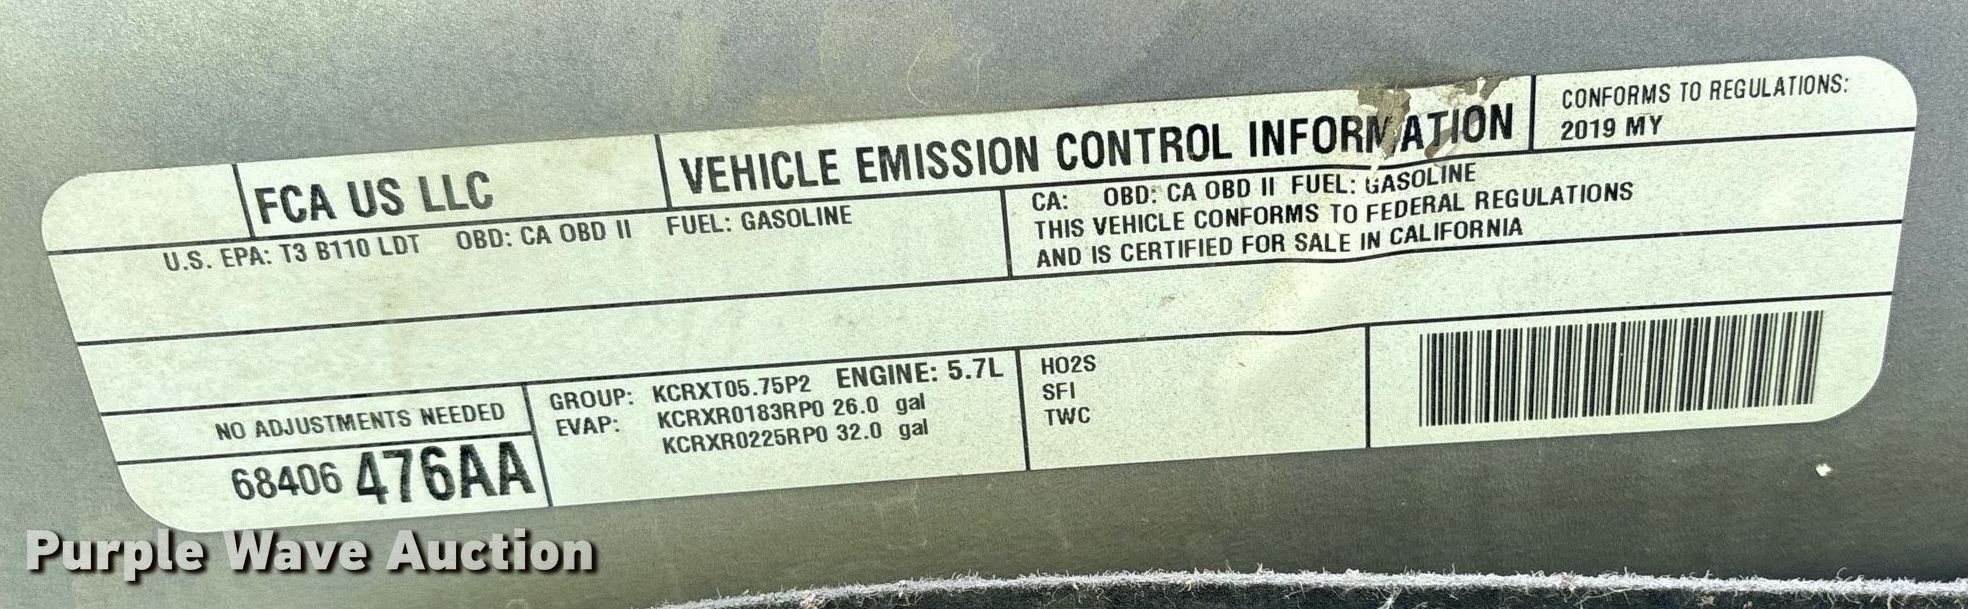 FCA US LLC
VEHICLE EMISSION CONTROL INFORMATION
CONFORMS TO REGULATIONS:
2019 MY
U.S. EPA: T3 B110 LDT OBD: CA OBD II FUEL: GASOLINE
CA: OBD: CA OBD II FUEL: GASOLINE
THIS VEHICLE CONFORMS TO FEDERAL REGULATIONS
AND IS CERTIFIED FOR SALE IN CALIFORNIA
NO ADJUSTMENTS NEEDED
68406 476AA
GROUP: KCRXT05.75P2 ENGINE: 5.7L
EVAP: KCRXR0183RP0 26.0 gal
KCRXR0225RP0 32.0 gal
HO2S
SFI
TWC
Purple Wave Auction